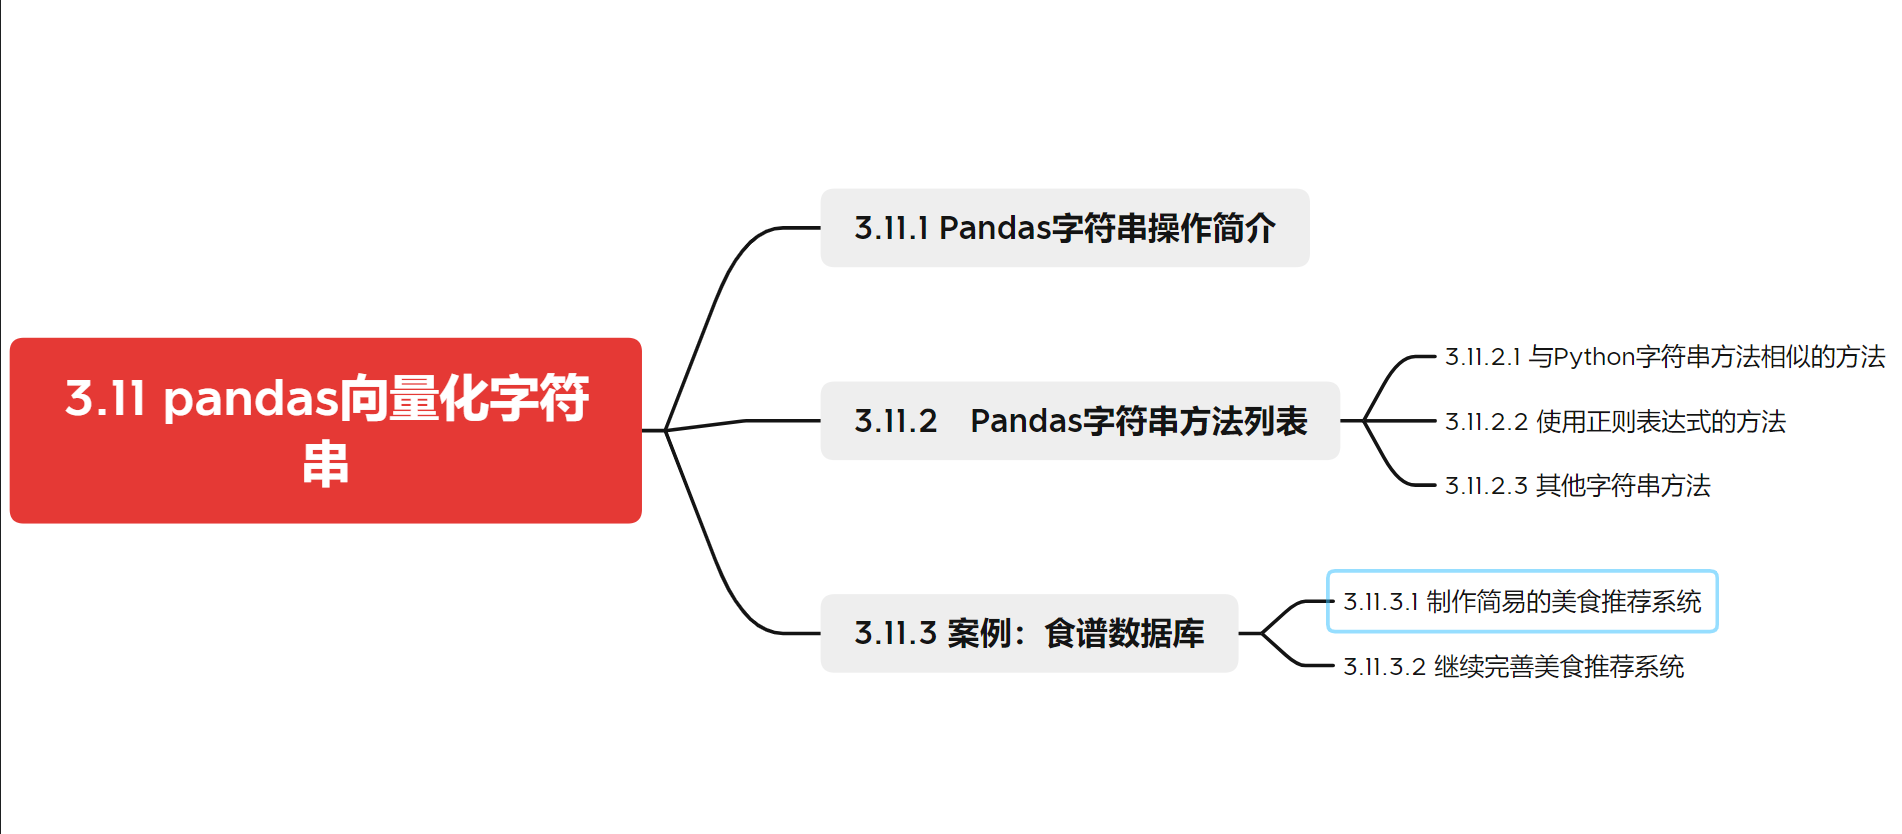 3.11 pandas向量化字符
串
3.11.1 Pandas字符串操作简介
3.11.2　Pandas字符串方法列表
3.11.2.1 与Python字符串方法相似的方法
3.11.2.2 使用正则表达式的方法
3.11.2.3 其他字符串方法
3.11.3 案例：食谱数据库
3.11.3.1 制作简易的美食推荐系统
3.11.3.2 继续完善美食推荐系统